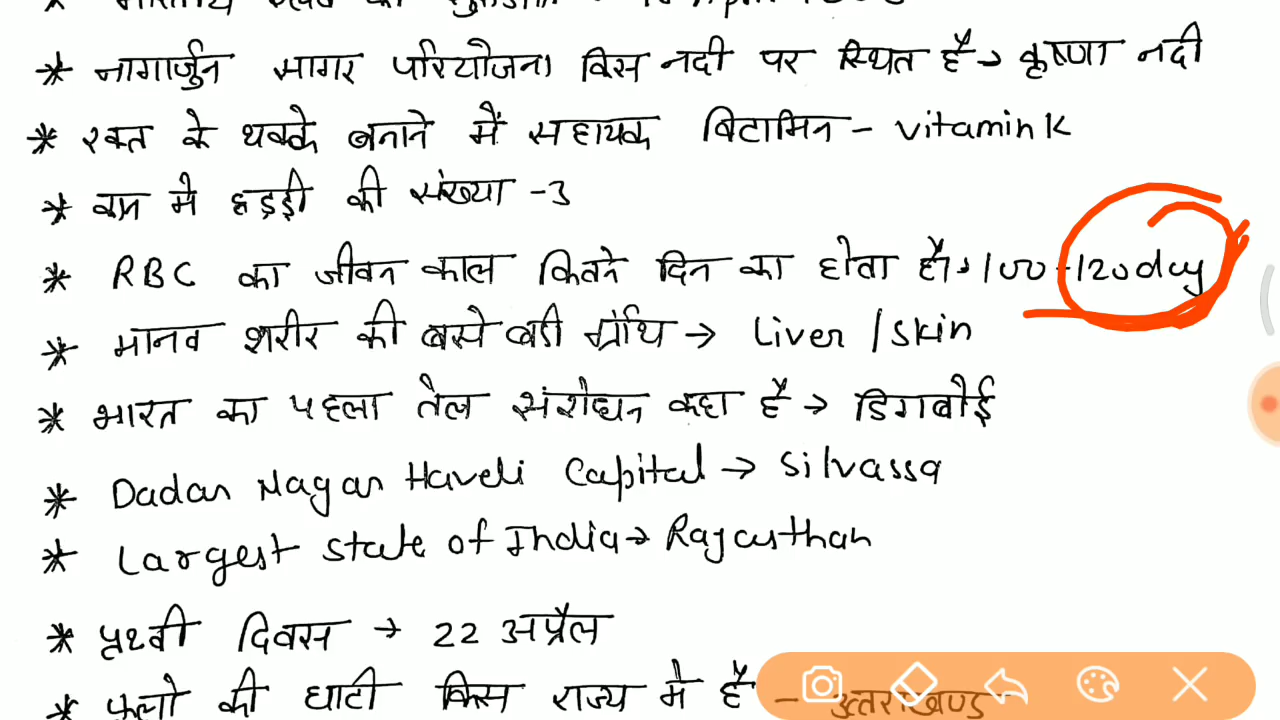 * नागार्जुन सागर परियोजना किस नदी पर स्थित है → कृष्णा नदी
* रक्त के थक्के बनाने में सहायक विटामिन - vitamin K
* कान मे हड्डी की संख्या -3
* RBC का जीवन काल कितने दिन का होता है। → 100 - 120 day
* मानव शरीर की बसे बडी ग्रंथि → Liver / skin
* भारत का पहला तेल संशोधन कहा है → डिगबोई
* Dadar Nagar Haveli Capital → Silvassa
* Largest state of India → Rajasthan
* पृथ्वी दिवस → 22 अप्रैल
* फूलो की घाटी किस राज्य मे है - उत्तराखण्ड